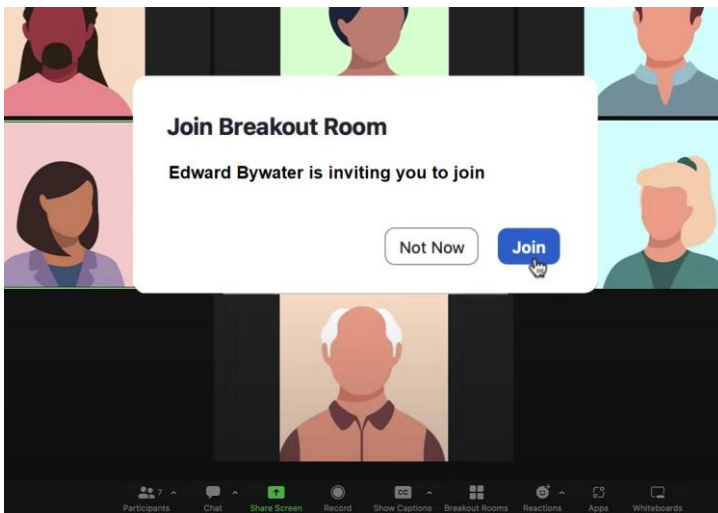 Join Breakout Room
Edward Bywater is inviting you to join
Not Now Join
7
CC
Participants Chat Share Screen Record Show Captions Breakout Rooms Reactions Apps Whiteboards